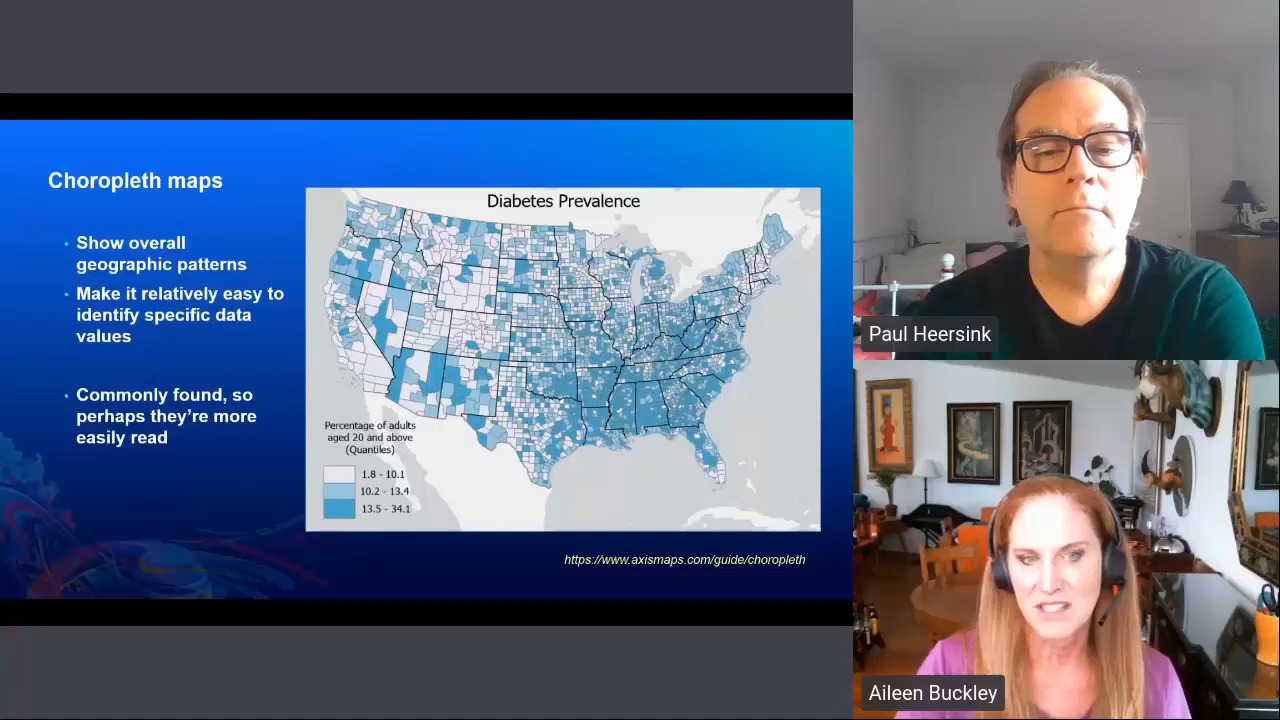 Choropleth maps
Show overall
geographic patterns
Make it relatively easy to
identify specific data
values
Commonly found, so
perhaps they’re more
easily read
Diabetes Prevalence
Percentage of adults
aged 20 and above
(Quantiles)
1.8 - 10.1
10.2 - 13.4
13.5 - 34.1
https://www.axismaps.com/guide/choropleth
Paul Heersink
Aileen Buckley